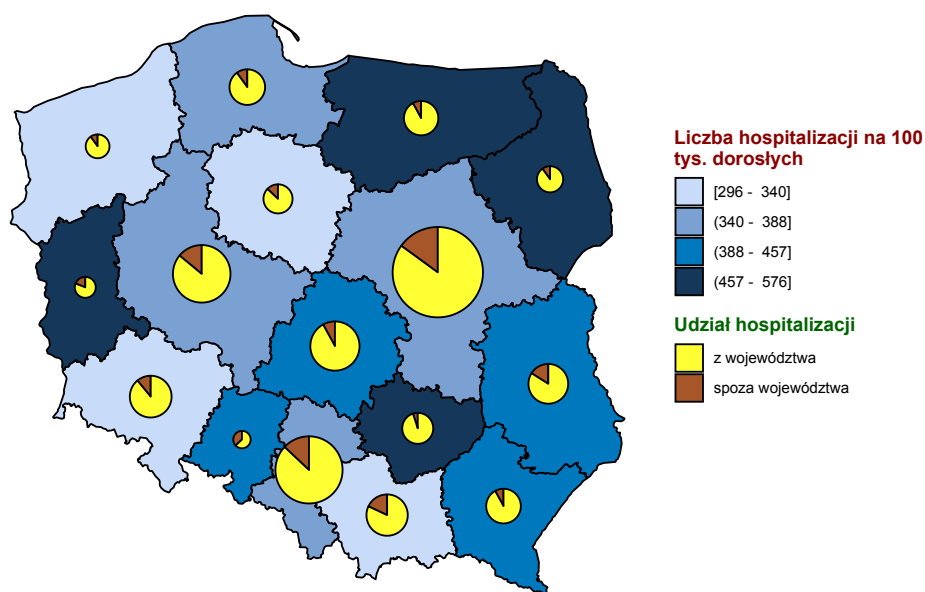 Liczba hospitalizacji na 100
tys. dorosłych
[296 - 340]
(340 - 388]
(388 - 457]
(457 - 576]
Udział hospitalizacji
z województwa
spoza województwa